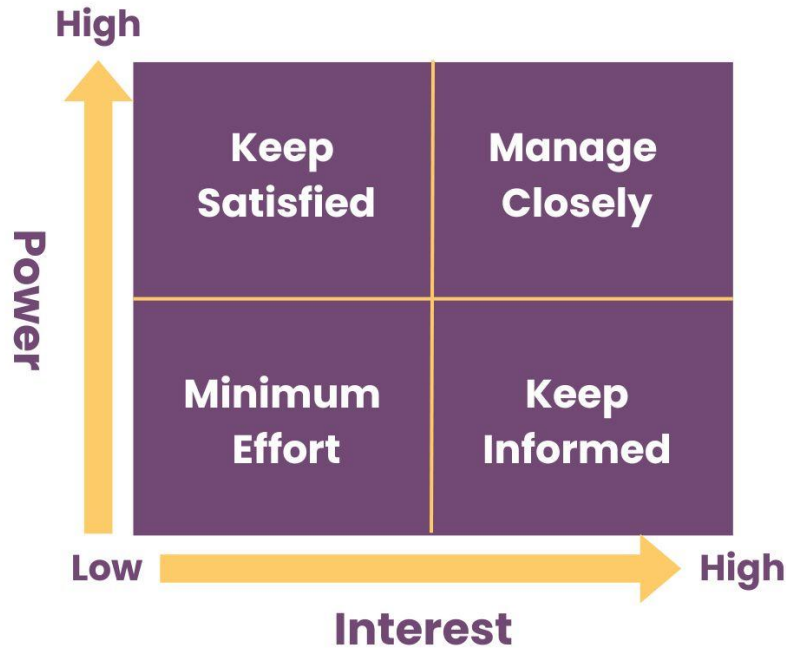 High
Keep
Satisfied
Manage
Closely
Power
Minimum
Effort
Keep
Informed
Low
High
Interest